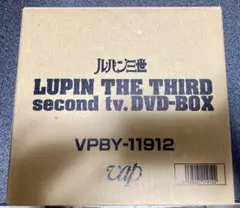 ルパン三世
LUPIN THE THIRD
second tv. DVD-BOX
VPBY-11912
vap